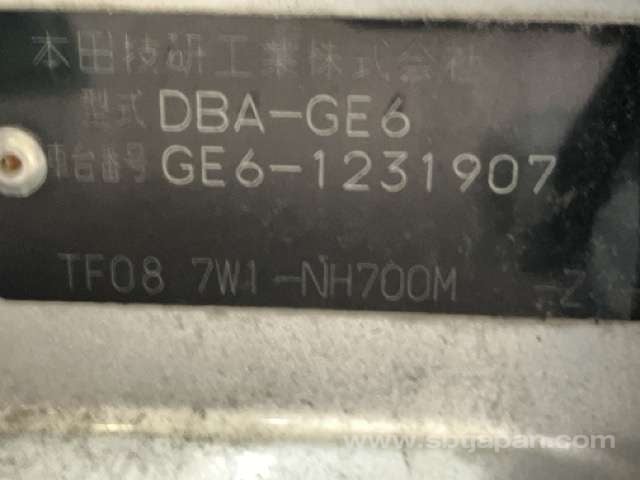 本田技研工業株式会社
型式 DBA-GE6
車台番号 GE6-1231907
TF08 7W1-NH700M -Z
www.sbtjapan.com